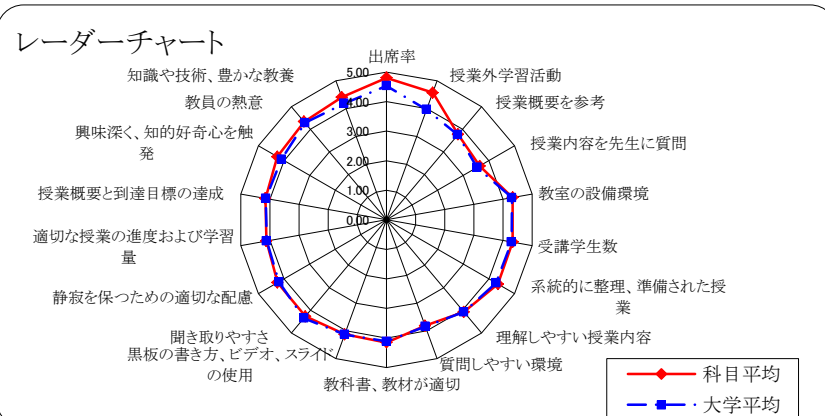 レーダーチャート
出席率
授業外学習活動
授業概要を参考
授業内容を先生に質問
教室の設備環境
受講学生数
系統的に整理、準備された授
業
理解しやすい授業内容
質問しやすい環境
教科書、教材が適切
黒板の書き方、ビデオ、スライド
の使用
聞き取りやすさ
静寂を保つための適切な配慮
適切な授業の進度および学習
量
授業概要と到達目標の達成
興味深く、知的好奇心を触
発
教員の熱意
知識や技術、豊かな教養
5.00
4.00
3.00
2.00
1.00
0.00
科目平均
大学平均